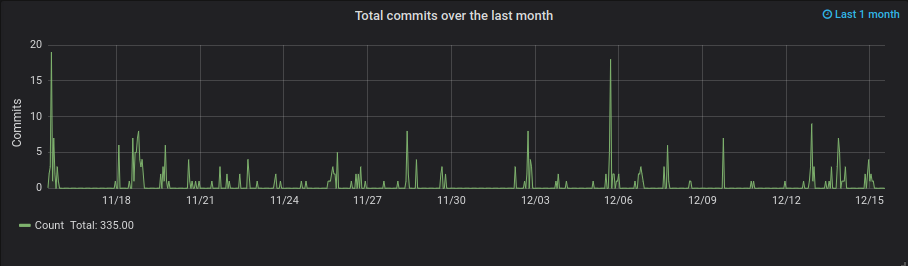 Total commits over the last month
Last 1 month
Commits
20
15
10
5
0
11/18 11/21 11/24 11/27 11/30 12/03 12/06 12/09 12/12 12/15
Count Total: 335.00